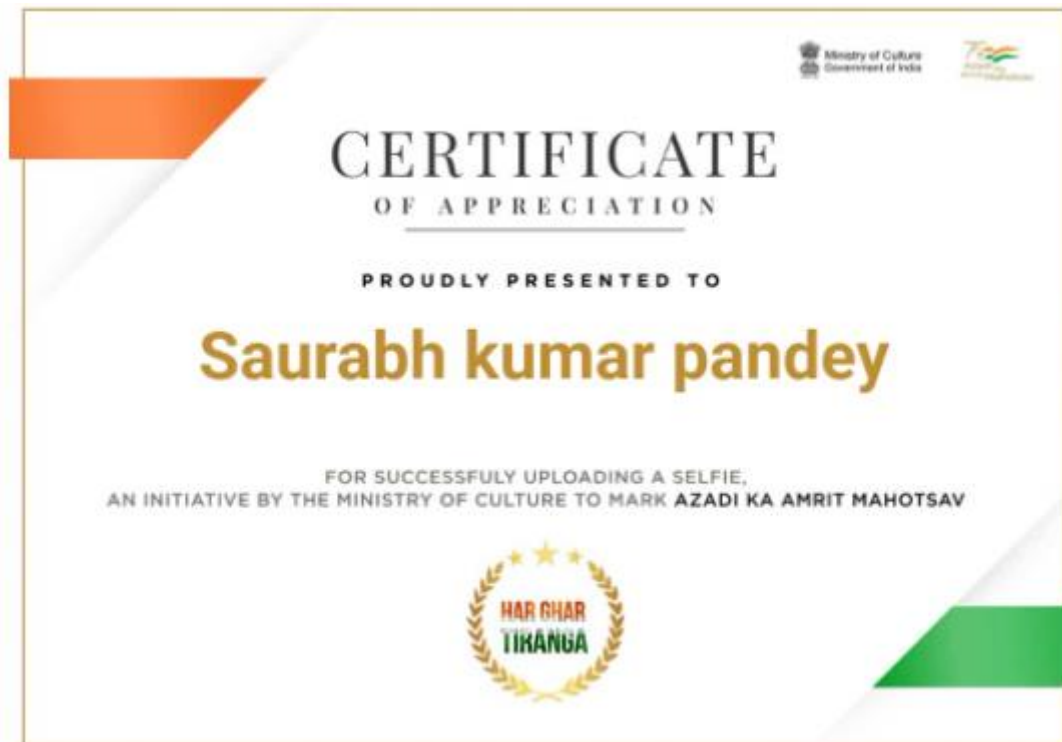 Ministry of Culture
Government of India
CERTIFICATE
OF APPRECIATION
PROUDLY PRESENTED TO
Saurabh kumar pandey
FOR SUCCESSFULY UPLOADING A SELFIE,
AN INITIATIVE BY THE MINISTRY OF CULTURE TO MARK AZADI KA AMRIT MAHOTSAV
HAR GHAR
TIRANGA